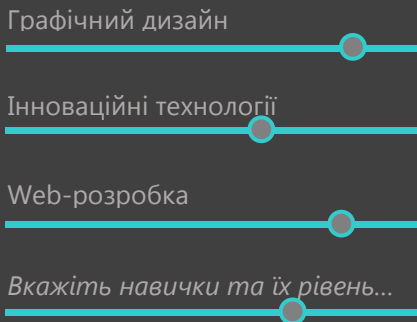 Графічний дизайн
Інноваційні технології
Web-розробка
Вкажіть навички та їх рівень...